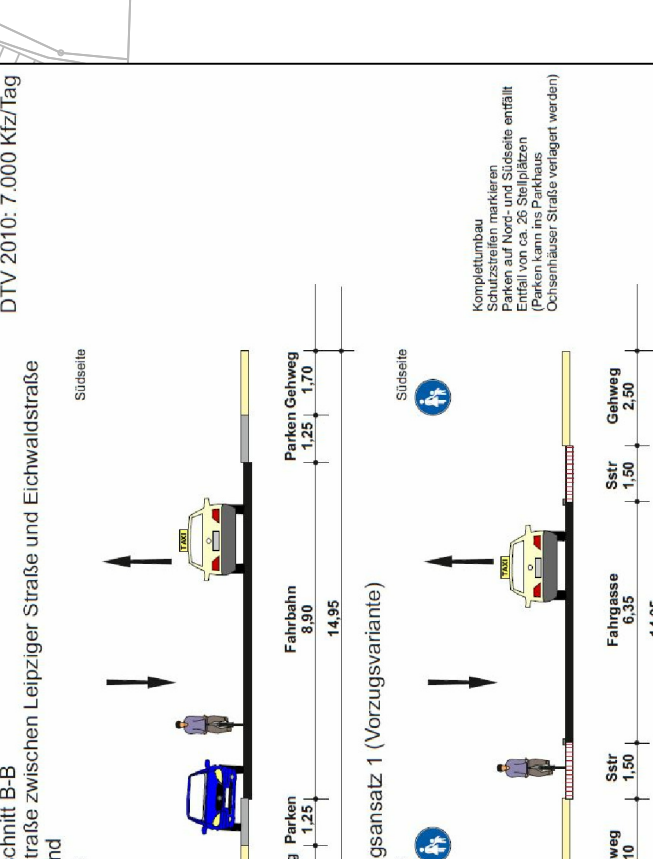 DTV 2010: 7.000 Kfz/Tag
chnitt B-B
traße zwischen Leipziger Straße und Eichwaldstraße
nd
Südseite
TAXI
g Parken Fahrbahn Parken Gehweg
1,25 8,90 1,25 1,70
14,95
gsansatz 1 (Vorzugsvariante)
Südseite
Komplettumbau
Schutzstreifen markieren
Parken auf Nord- und Südseite entfällt
Entfall von ca. 26 Stellplätzen
(Parken kann ins Parkhaus
Ochsenhäuser Straße verlagert werden)
TAXI
weg Sstr Fahrgasse Sstr Gehweg
10 1,50 6,35 1,50 2,50